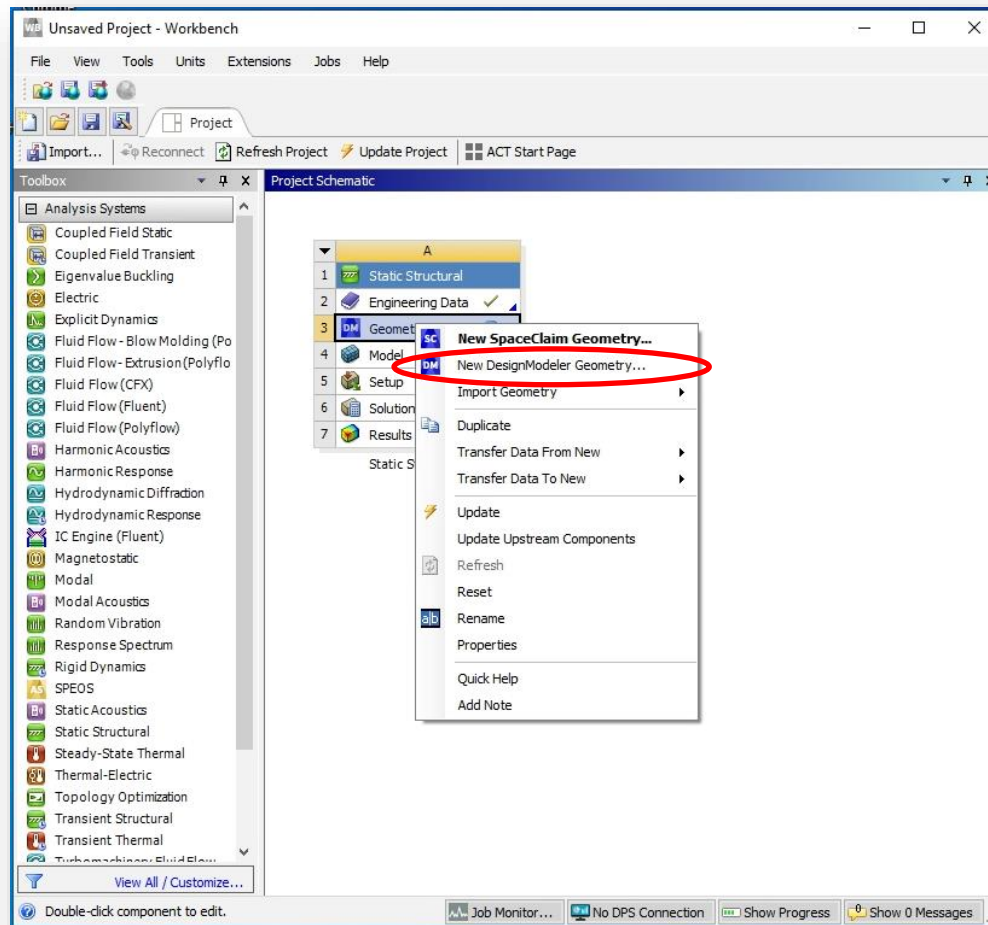 Unsaved Project - Workbench
File View Tools Units Extensions Jobs Help
Project
Import... Reconnect Refresh Project Update Project ACT Start Page
Toolbox
Project Schematic
Analysis Systems
Coupled Field Static
Coupled Field Transient
Eigenvalue Buckling
Electric
Explicit Dynamics
Fluid Flow - Blow Molding (Po
Fluid Flow - Extrusion (Polyflo
Fluid Flow (CFX)
Fluid Flow (Fluent)
Fluid Flow (Polyflow)
Harmonic Acoustics
Harmonic Response
Hydrodynamic Diffraction
Hydrodynamic Response
IC Engine (Fluent)
Magnetostatic
Modal
Modal Acoustics
Random Vibration
Response Spectrum
Rigid Dynamics
SPEOS
Static Acoustics
Static Structural
Steady-State Thermal
Thermal-Electric
Topology Optimization
Transient Structural
Transient Thermal
Turbomachinery Fluid Flow
View All / Customize...
A
1 Static Structural
2 Engineering Data
3 DM Geomet
4 Model
5 Setup
6 Solution
7 Results
Static S
SC New SpaceClaim Geometry...
DM New DesignModeler Geometry...
Import Geometry
Duplicate
Transfer Data From New
Transfer Data To New
Update
Update Upstream Components
Refresh
Reset
a|b Rename
Properties
Quick Help
Add Note
Double-click component to edit.
Job Monitor... No DPS Connection Show Progress 0 Show 0 Messages